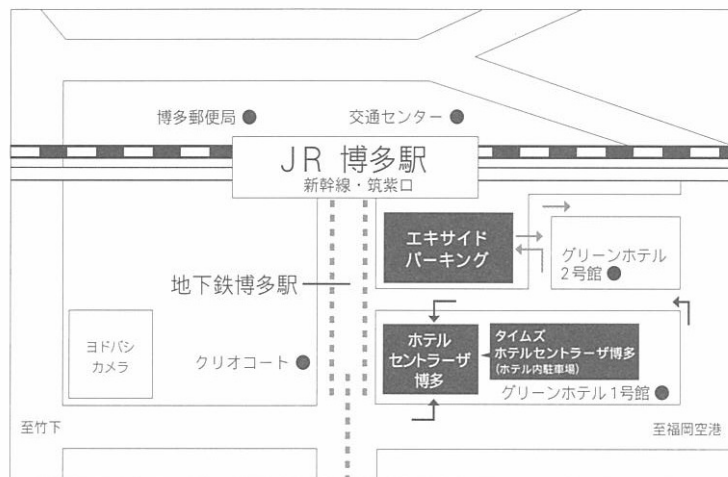 博多郵便局
交通センター
JR 博多駅
新幹線・筑紫口
エキサイド
パーキング
グリーンホテル
2号館
地下鉄博多駅
ヨドバシ
カメラ
クリオコート
ホテル
セントラーザ
博多
タイムズ
ホテルセントラーザ博多
(ホテル内駐車場)
グリーンホテル1号館
至竹下
至福岡空港